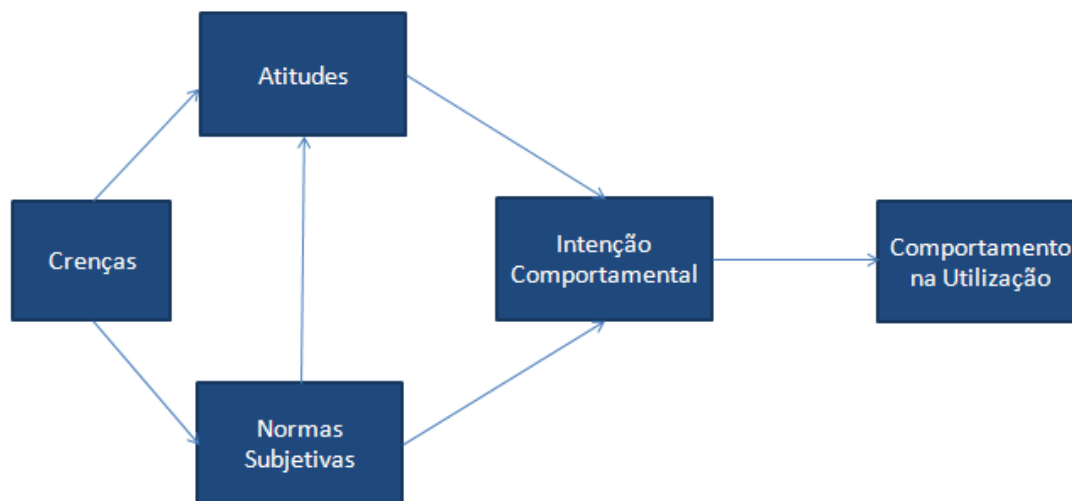 Atitudes
Crenças
Normas
Subjetivas
Intenção
Comportamental
Comportamento
na Utilização